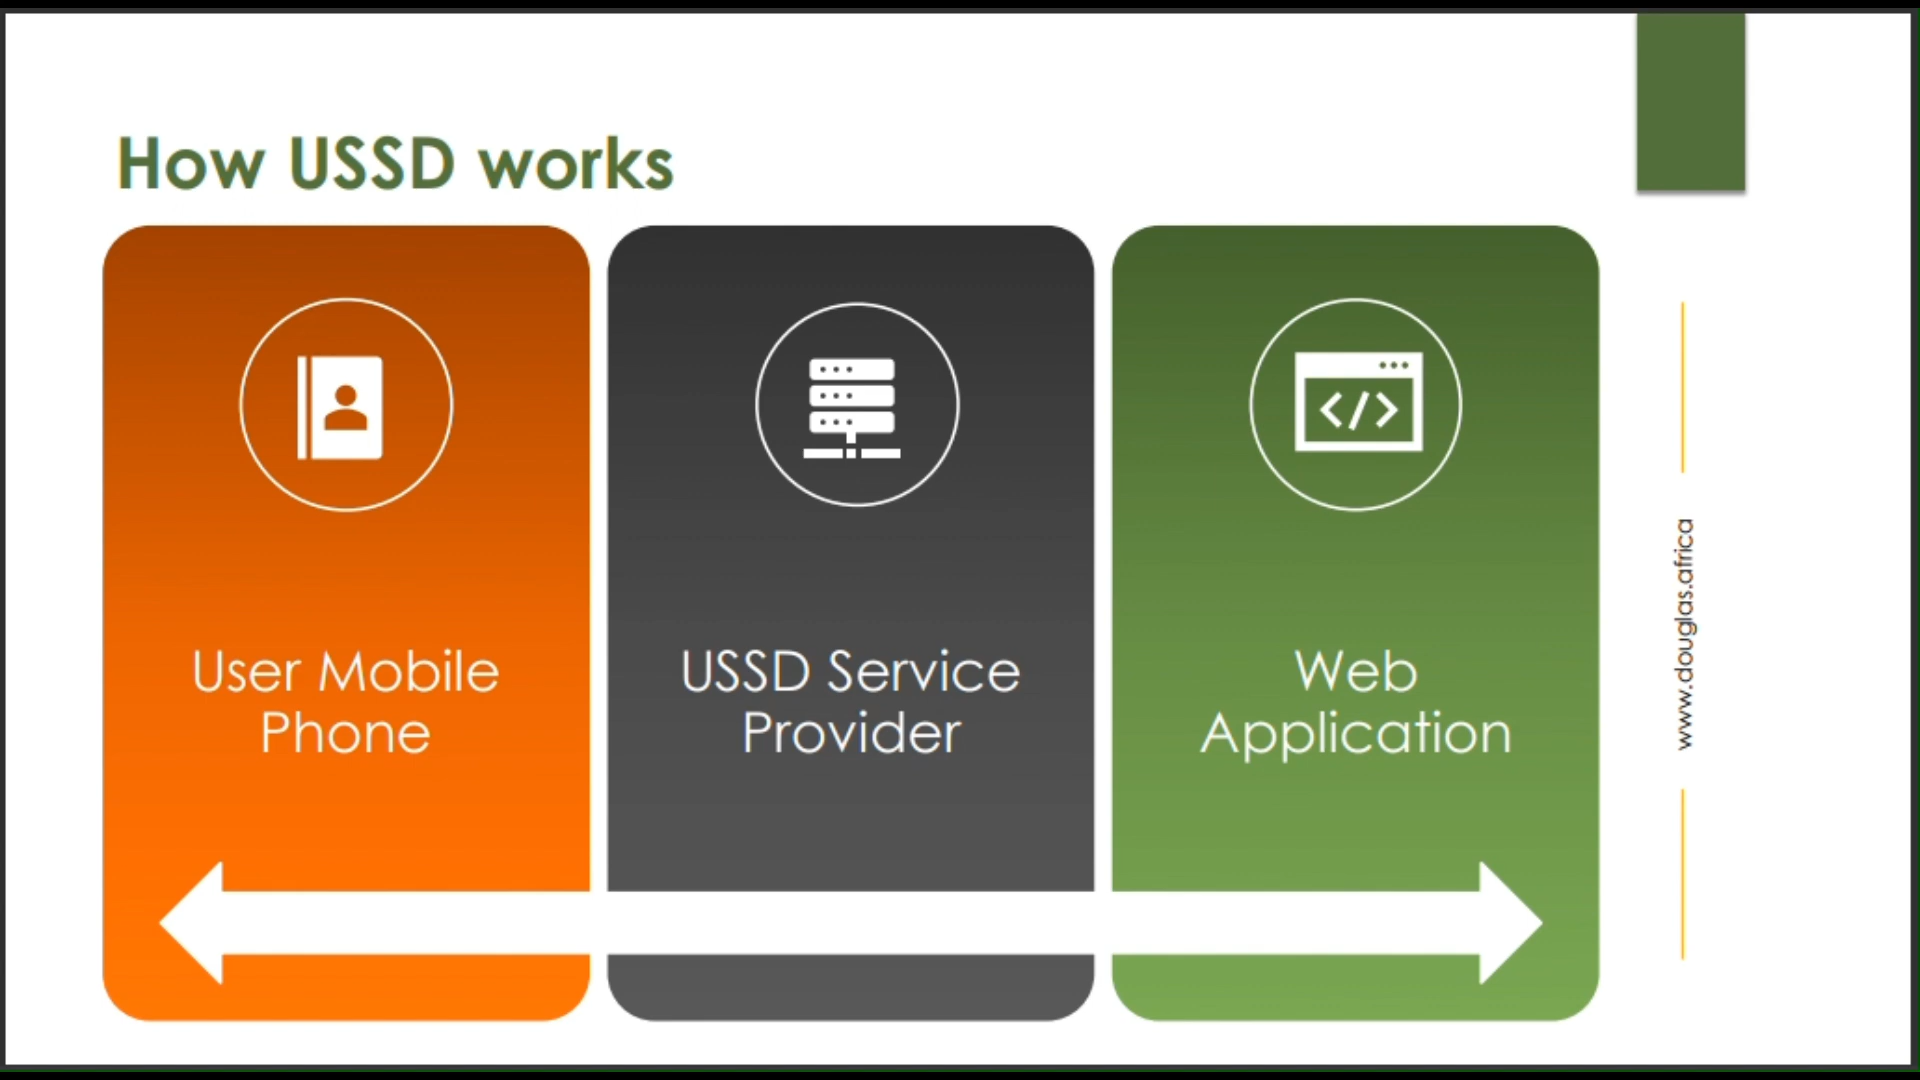 How USSD works
User Mobile
Phone
USSD Service
Provider
Web
Application
www.douglas.africa